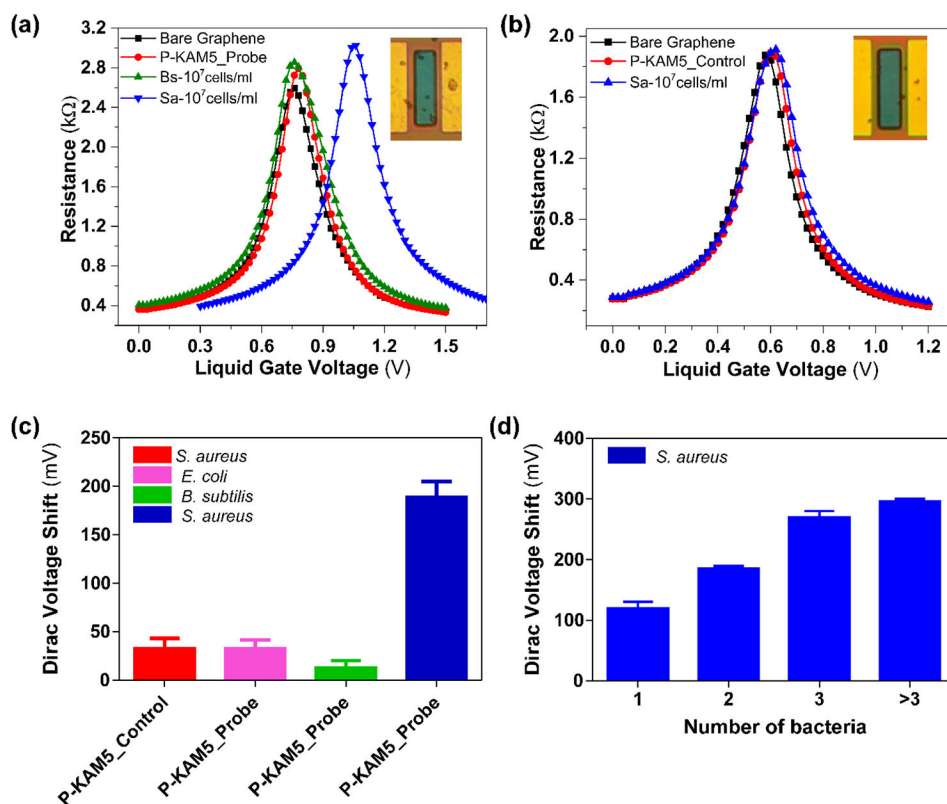 (a)
Bare Graphene
P-KAM5_Probe
Bs-10⁷cells/ml
Sa-10⁷cells/ml
3.2
2.8
2.4
2.0
1.6
1.2
0.8
0.4
Resistance (kΩ)
0.0 0.3 0.6 0.9 1.2 1.5
Liquid Gate Voltage (V)
(b)
Bare Graphene
P-KAM5_Control
Sa-10⁷cells/ml
2.0
1.6
1.2
0.8
0.4
Resistance (kΩ)
0.0 0.2 0.4 0.6 0.8 1.0 1.2
Liquid Gate Voltage (V)
(c)
S. aureus
E. coli
B. subtilis
S. aureus
250
200
150
100
50
0
Dirac Voltage Shift (mV)
P-KAM5_Control
P-KAM5_Probe
P-KAM5_Probe
P-KAM5_Probe
(d)
S. aureus
400
300
200
100
0
Dirac Voltage Shift (mV)
1 2 3 >3
Number of bacteria